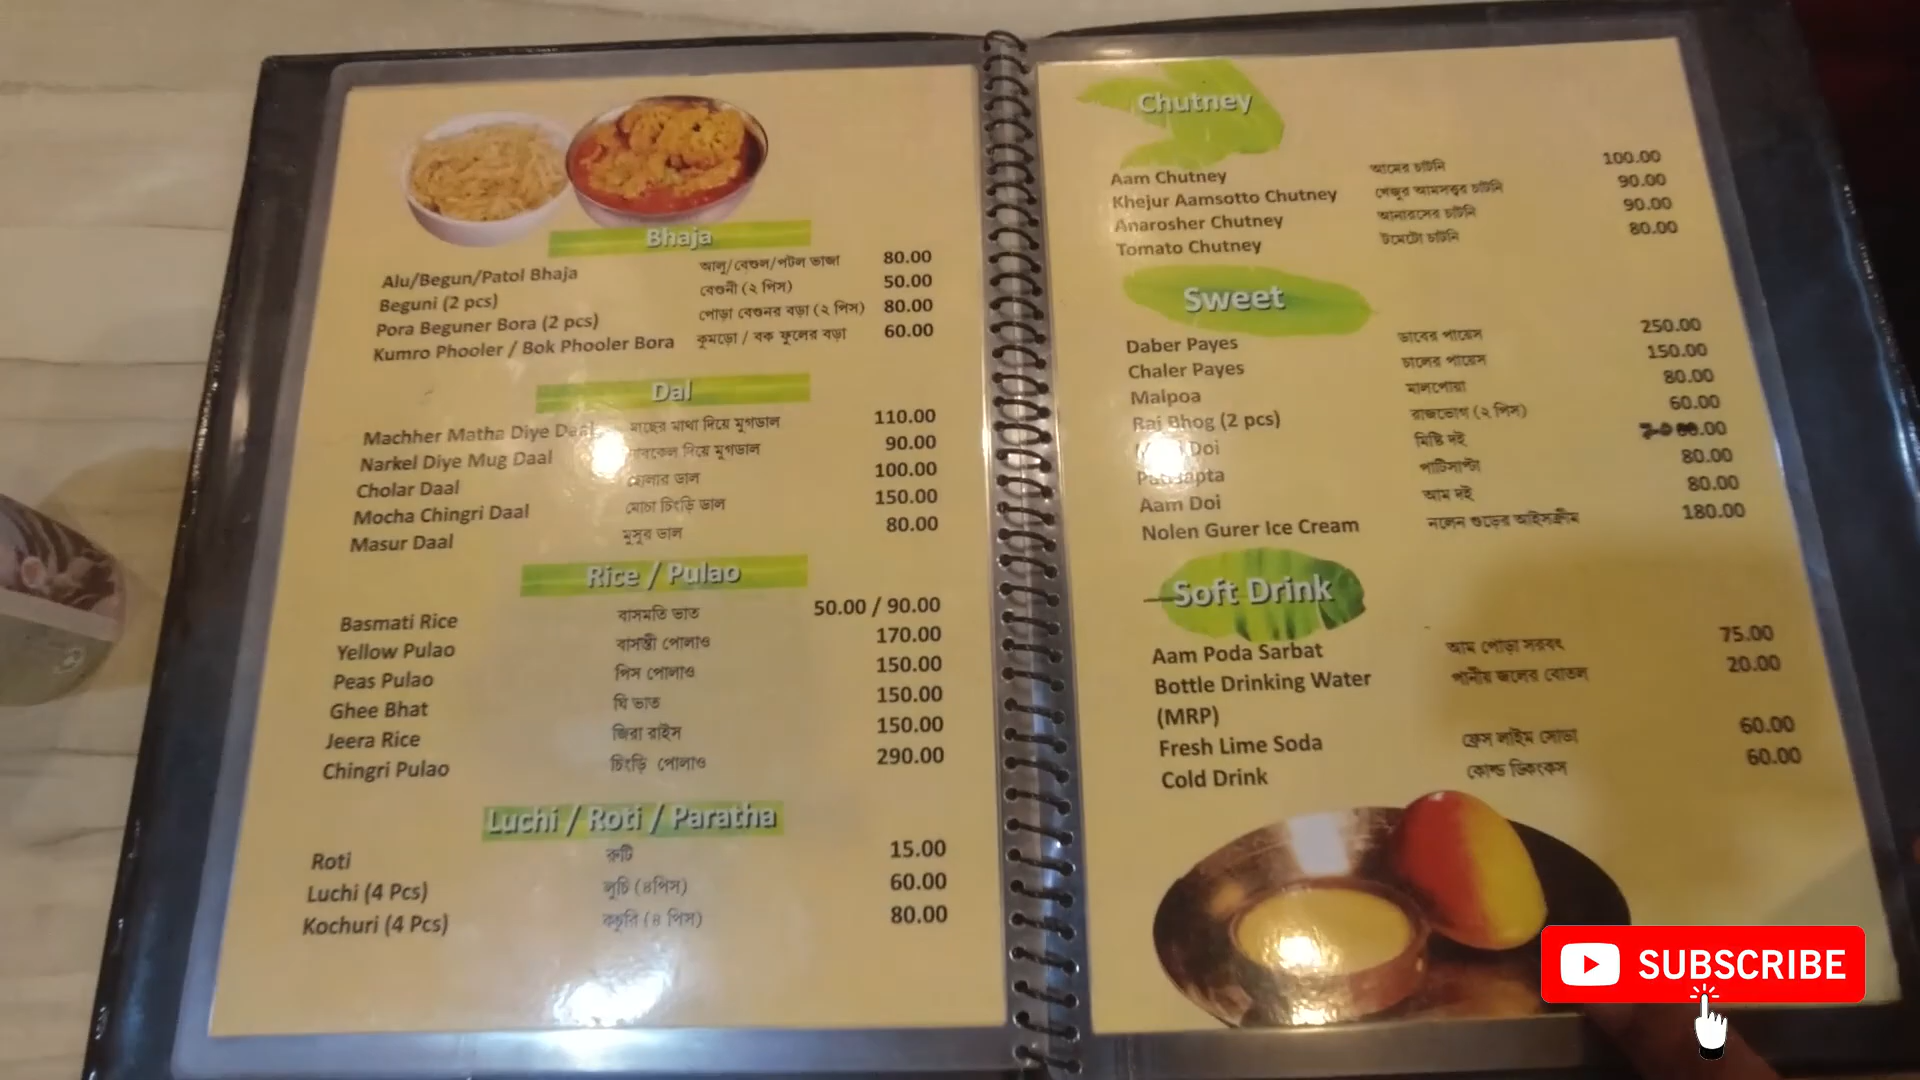 Bhaja
Alu/Begun/Patol Bhaja আলু/বেগুল/পটল ভাজা 80.00
Beguni (2 pcs) বেগুনী (২ পিস) 50.00
Pora Beguner Bora (2 pcs) পোড়া বেগুনর বড়া (২ পিস) 80.00
Kumro Phooler / Bok Phooler Bora কুমড়ো / বক ফুলের বড়া 60.00
Dal
Machher Matha Diye Daal মাছের মাথা দিয়ে মুগডাল 110.00
Narkel Diye Mug Daal নারকেল দিয়ে মুগডাল 90.00
Cholar Daal ছোলার ডাল 100.00
Mocha Chingri Daal মোচা চিংড়ি ডাল 150.00
Masur Daal মুসুর ডাল 80.00
Rice / Pulao
Basmati Rice বাসমতি ভাত 50.00 / 90.00
Yellow Pulao বাসন্তী পোলাও 170.00
Peas Pulao পিস পোলাও 150.00
Ghee Bhat ঘি ভাত 150.00
Jeera Rice জিরা রাইস 150.00
Chingri Pulao চিংড়ি পোলাও 290.00
Luchi / Roti / Paratha
Roti রুটি 15.00
Luchi (4 Pcs) লুচি (৪পিস) 60.00
Kochuri (4 Pcs) কচুরি (৪ পিস) 80.00
Chutney
Aam Chutney আমের চাটনি 100.00
Khejur Aamsotto Chutney খেজুর আমসত্ত্বর চাটনি 90.00
Anarosher Chutney আনারসের চাটনি 90.00
Tomato Chutney টমেটো চাটনি 80.00
Sweet
Daber Payes ডাবের পায়েস 250.00
Chaler Payes চালের পায়েস 150.00
Malpoa মালপোয়া 80.00
Raj Bhog (2 pcs) রাজভোগ (২ পিস) 60.00
Doi মিষ্টি দই
পাটিসাপ্টা 80.00
Aam Doi আম দই 80.00
Nolen Gurer Ice Cream নলেন গুড়ের আইসক্রীম 180.00
Soft Drink
Aam Poda Sarbat আম পোড়া সরবৎ 75.00
Bottle Drinking Water পানীয় জলের বোতল 20.00
(MRP)
Fresh Lime Soda ফ্রেস লাইম সোডা 60.00
Cold Drink কোল্ড ড্রিংকস 60.00
SUBSCRIBE